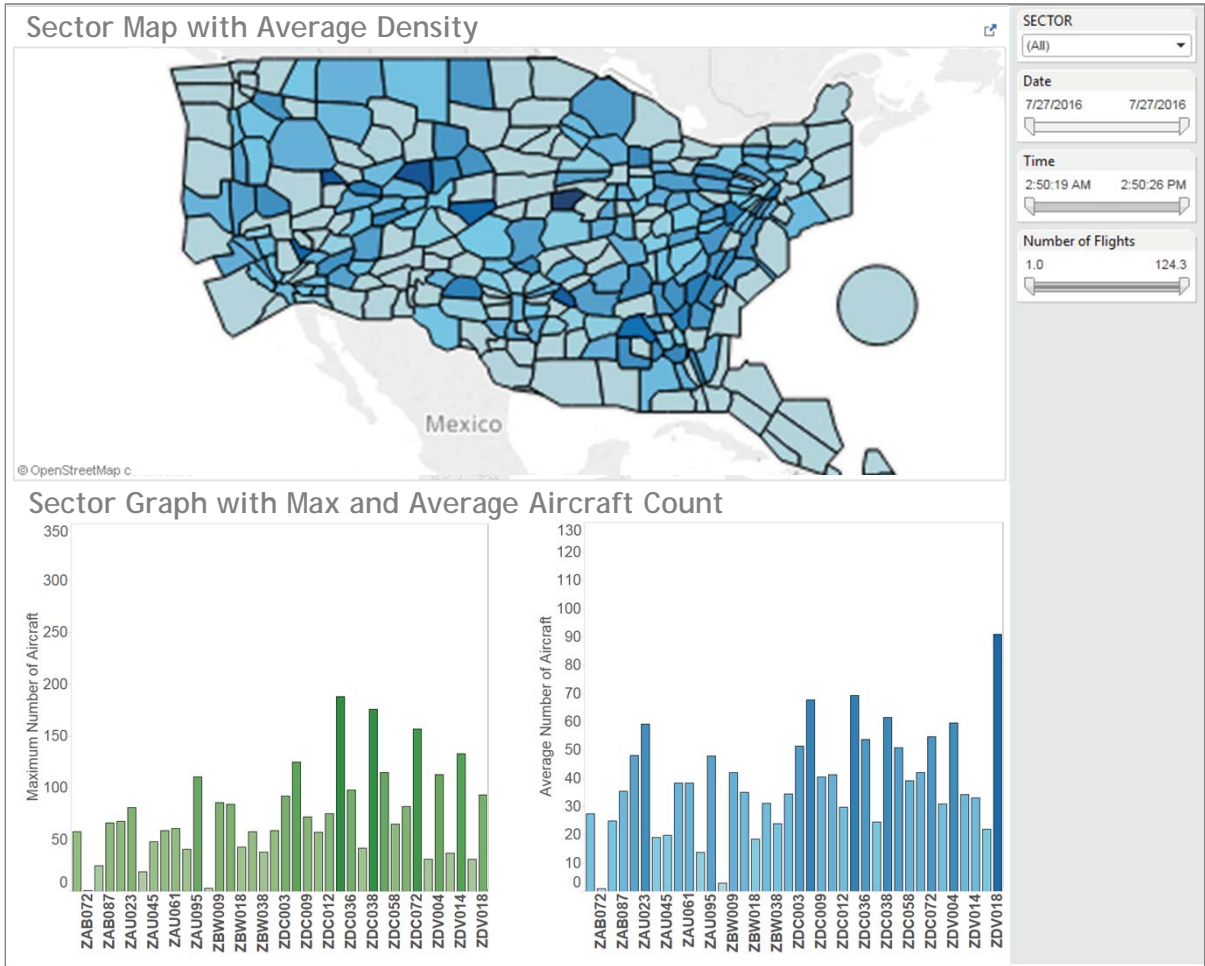 Sector Map with Average Density
Mexico
© OpenStreetMap c
SECTOR
(All)
Date
7/27/2016 7/27/2016
Time
2:50:19 AM 2:50:26 PM
Number of Flights
1.0 124.3
Sector Graph with Max and Average Aircraft Count
Maximum Number of Aircraft
350
300
250
200
150
100
50
0
ZAB072
ZAB087
ZAU023
ZAU045
ZAU061
ZAU095
ZBW009
ZBW018
ZBW038
ZDC003
ZDC009
ZDC012
ZDC036
ZDC038
ZDC058
ZDC072
ZDV004
ZDV014
ZDV018
Average Number of Aircraft
130
120
110
100
90
80
70
60
50
40
30
20
10
0
ZAB072
ZAB087
ZAU023
ZAU045
ZAU061
ZAU095
ZBW009
ZBW018
ZBW038
ZDC003
ZDC009
ZDC012
ZDC036
ZDC038
ZDC058
ZDC072
ZDV004
ZDV014
ZDV018